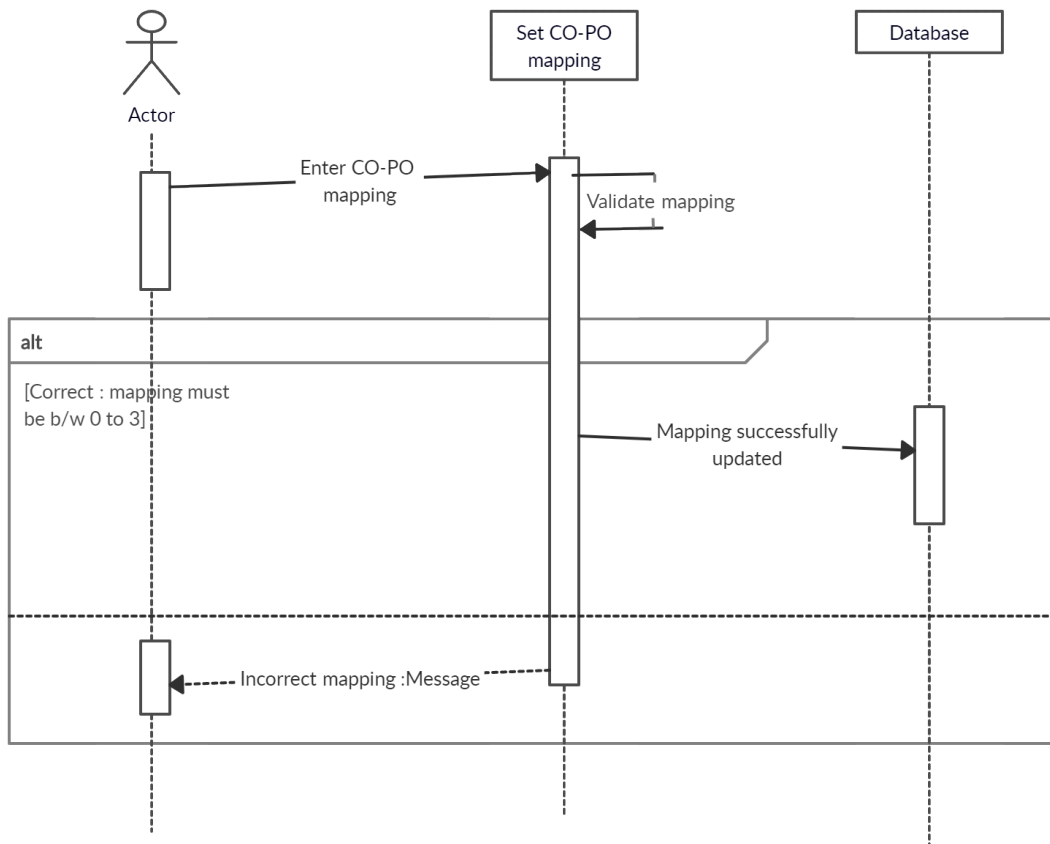 Set CO-PO
mapping
Database
Actor
Enter CO-PO
mapping
Validate mapping
alt
[Correct : mapping must
be b/w 0 to 3]
Mapping successfully
updated
Incorrect mapping :Message